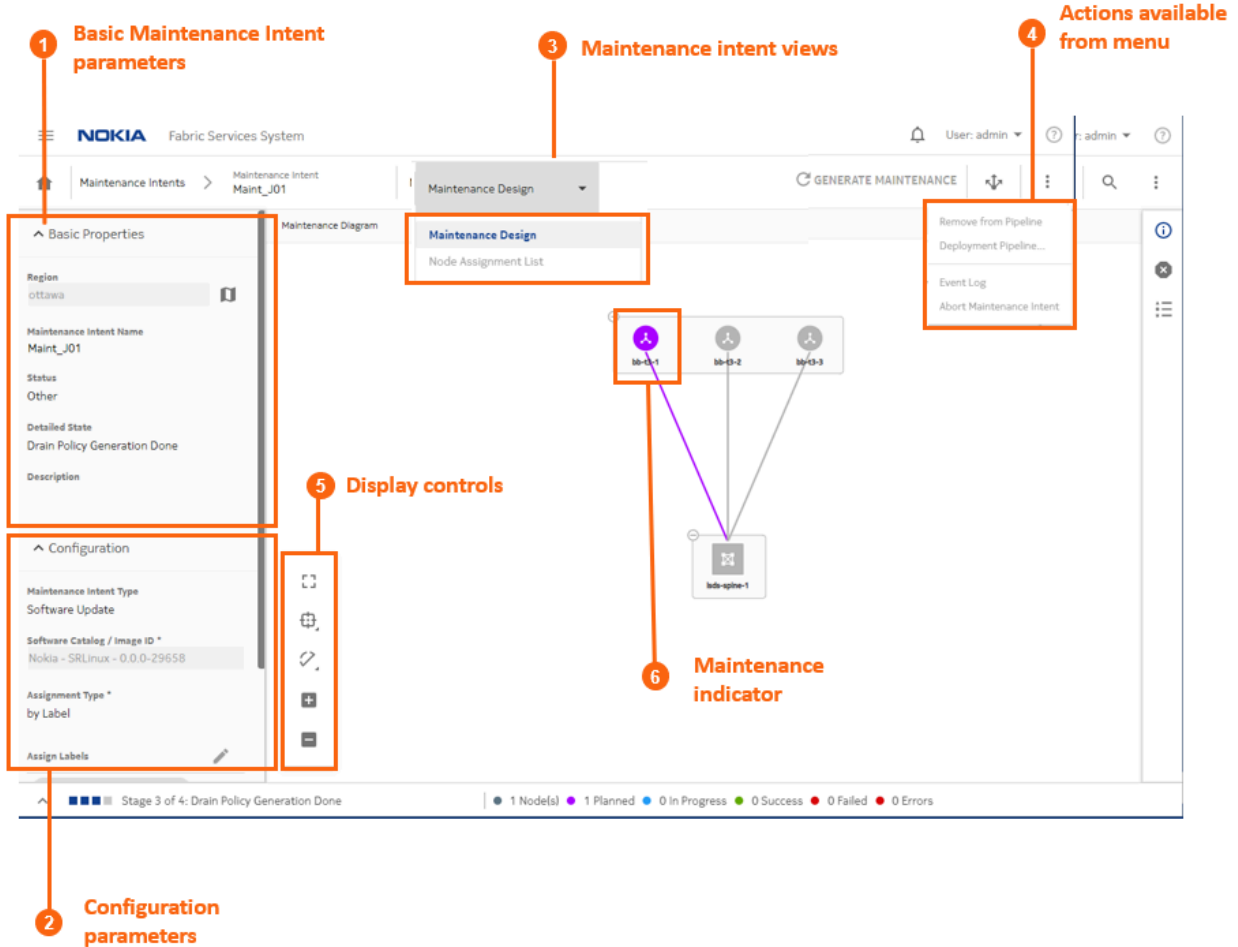 Actions available
from menu
4
1
Basic Maintenance Intent
parameters
3
Maintenance intent views
NOKIA Fabric Services System
User: admin
?
r: admin
?
Maintenance Intents
Maintenance Intent
Maint_J01
Maintenance Design
GENERATE MAINTENANCE
Basic Properties
Maintenance Diagram
Maintenance Design
Node Assignment List
Remove from Pipeline
Deployment Pipeline...
Event Log
Abort Maintenance Intent
Region
ottawa
Maintenance Intent Name
Maint_J01
Status
Other
Detailed State
Drain Policy Generation Done
Description
bb-t3-1
bb-t3-2
bb-t3-3
5
Display controls
Configuration
Maintenance Intent Type
Software Update
Software Catalog / Image ID *
Nokia - SRLinux - 0.0.0-29658
Assignment Type *
by Label
Assign Labels
6
Maintenance
indicator
Stage 3 of 4: Drain Policy Generation Done
1 Node(s)
1 Planned
0 In Progress
0 Success
0 Failed
0 Errors
2
Configuration
parameters